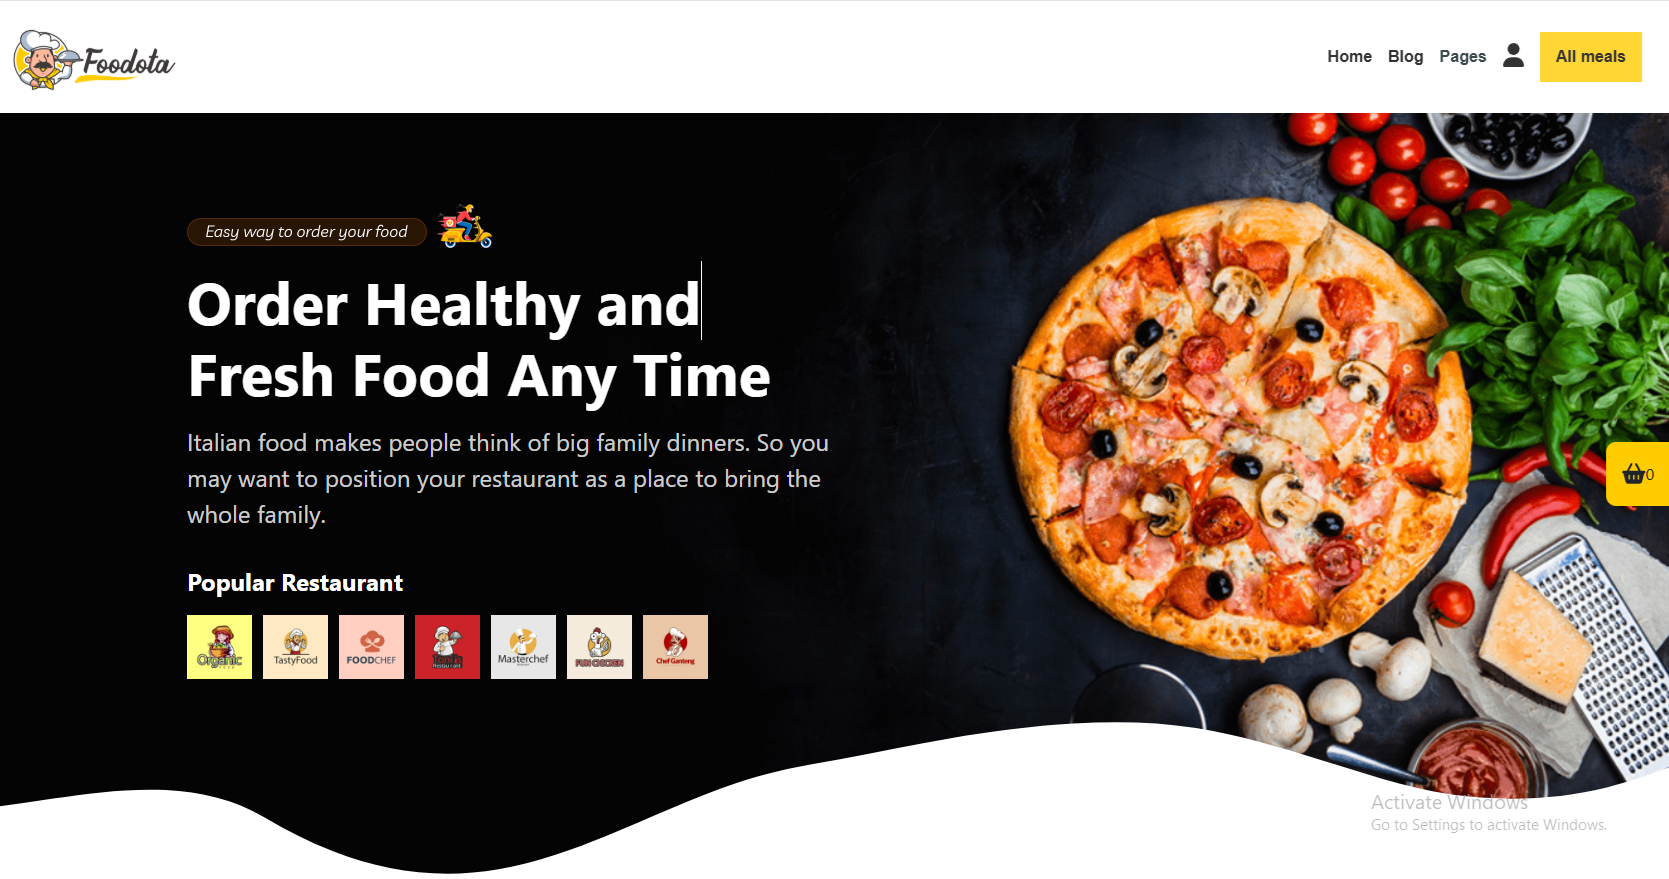 Foodota
Home Blog Pages All meals
Easy way to order your food
Order Healthy and
Fresh Food Any Time
Italian food makes people think of big family dinners. So you
may want to position your restaurant as a place to bring the
whole family.
0
Popular Restaurant
Organic
TastyFood
FOODCHEF
Restaurant
Masterchef
FUN CHICKEN
Chef Ganteng
Activate Windows
Go to Settings to activate Windows.